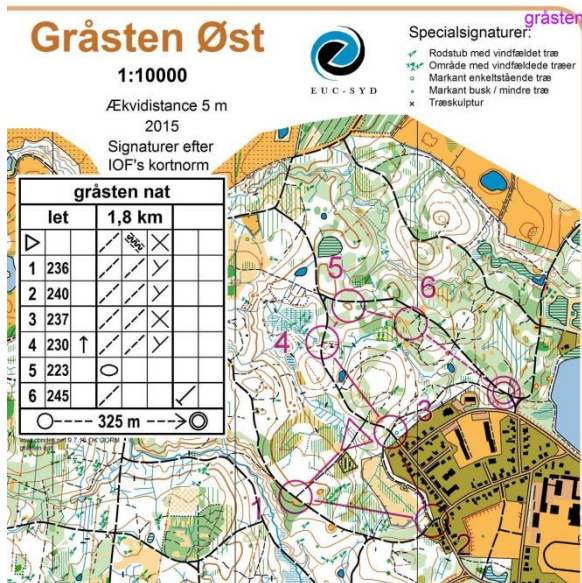 gråsten
Gråsten Øst
1:10000
Ækvidistance 5 m
2015
Signaturer efter
IOF's kortnorm
EUC-SYD
Specialsignaturer:
Rodstub med vindfældet træ
Område med vindfældede træer
Markant enkeltstående træ
Markant busk / mindre træ
Træskulptur
gråsten nat
let 1,8 km
1 236
2 240
3 237
4 230
5 223
6 245
325 m
5
6
4
3
1
2